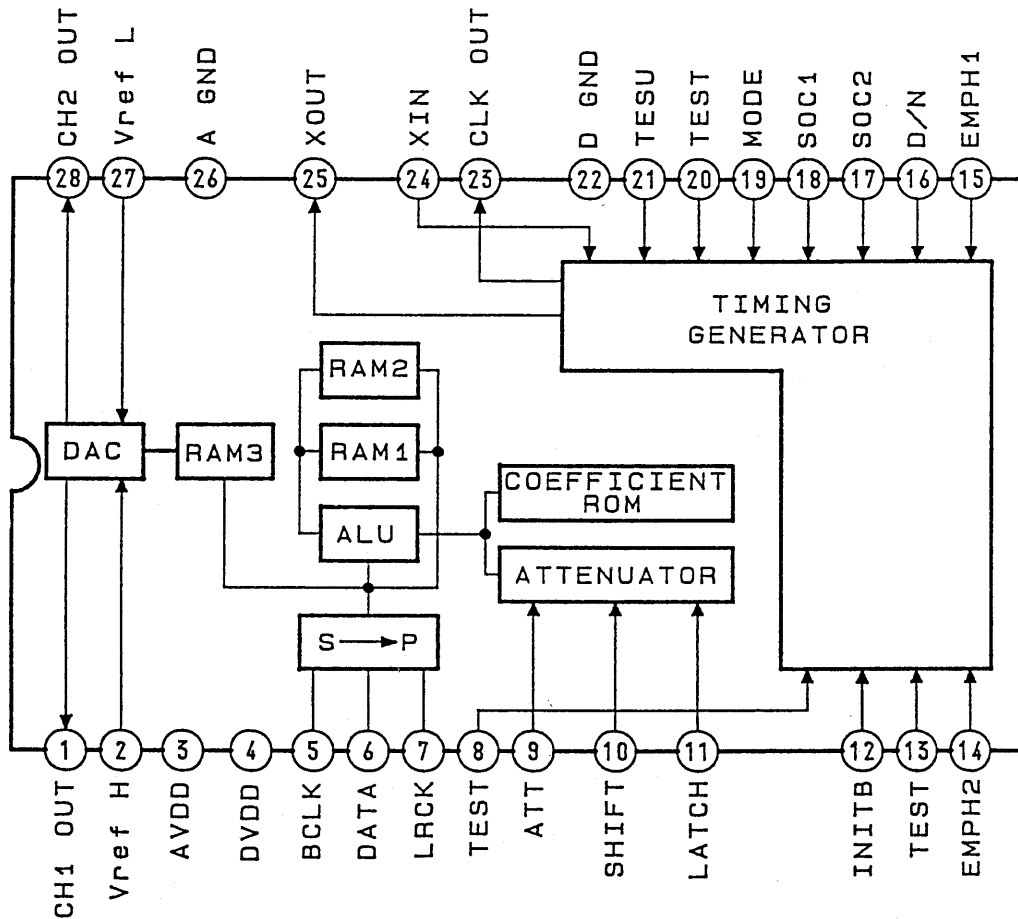 CH2 OUT
Vref L
A GND
XOUT
XIN
CLK OUT
D GND
TESU
TEST
MODE
SOC1
SOC2
D/N
EMPH1
28
27
26
25
24
23
22
21
20
19
18
17
16
15
TIMING
GENERATOR
RAM2
DAC
RAM3
RAM1
COEFFICIENT
ROM
ALU
ATTENUATOR
S P
1
2
3
4
5
6
7
8
9
10
11
12
13
14
CH1 OUT
Vref H
AVDD
DVDD
BCLK
DATA
LRCK
TEST
ATT
SHIFT
LATCH
INITB
TEST
EMPH2